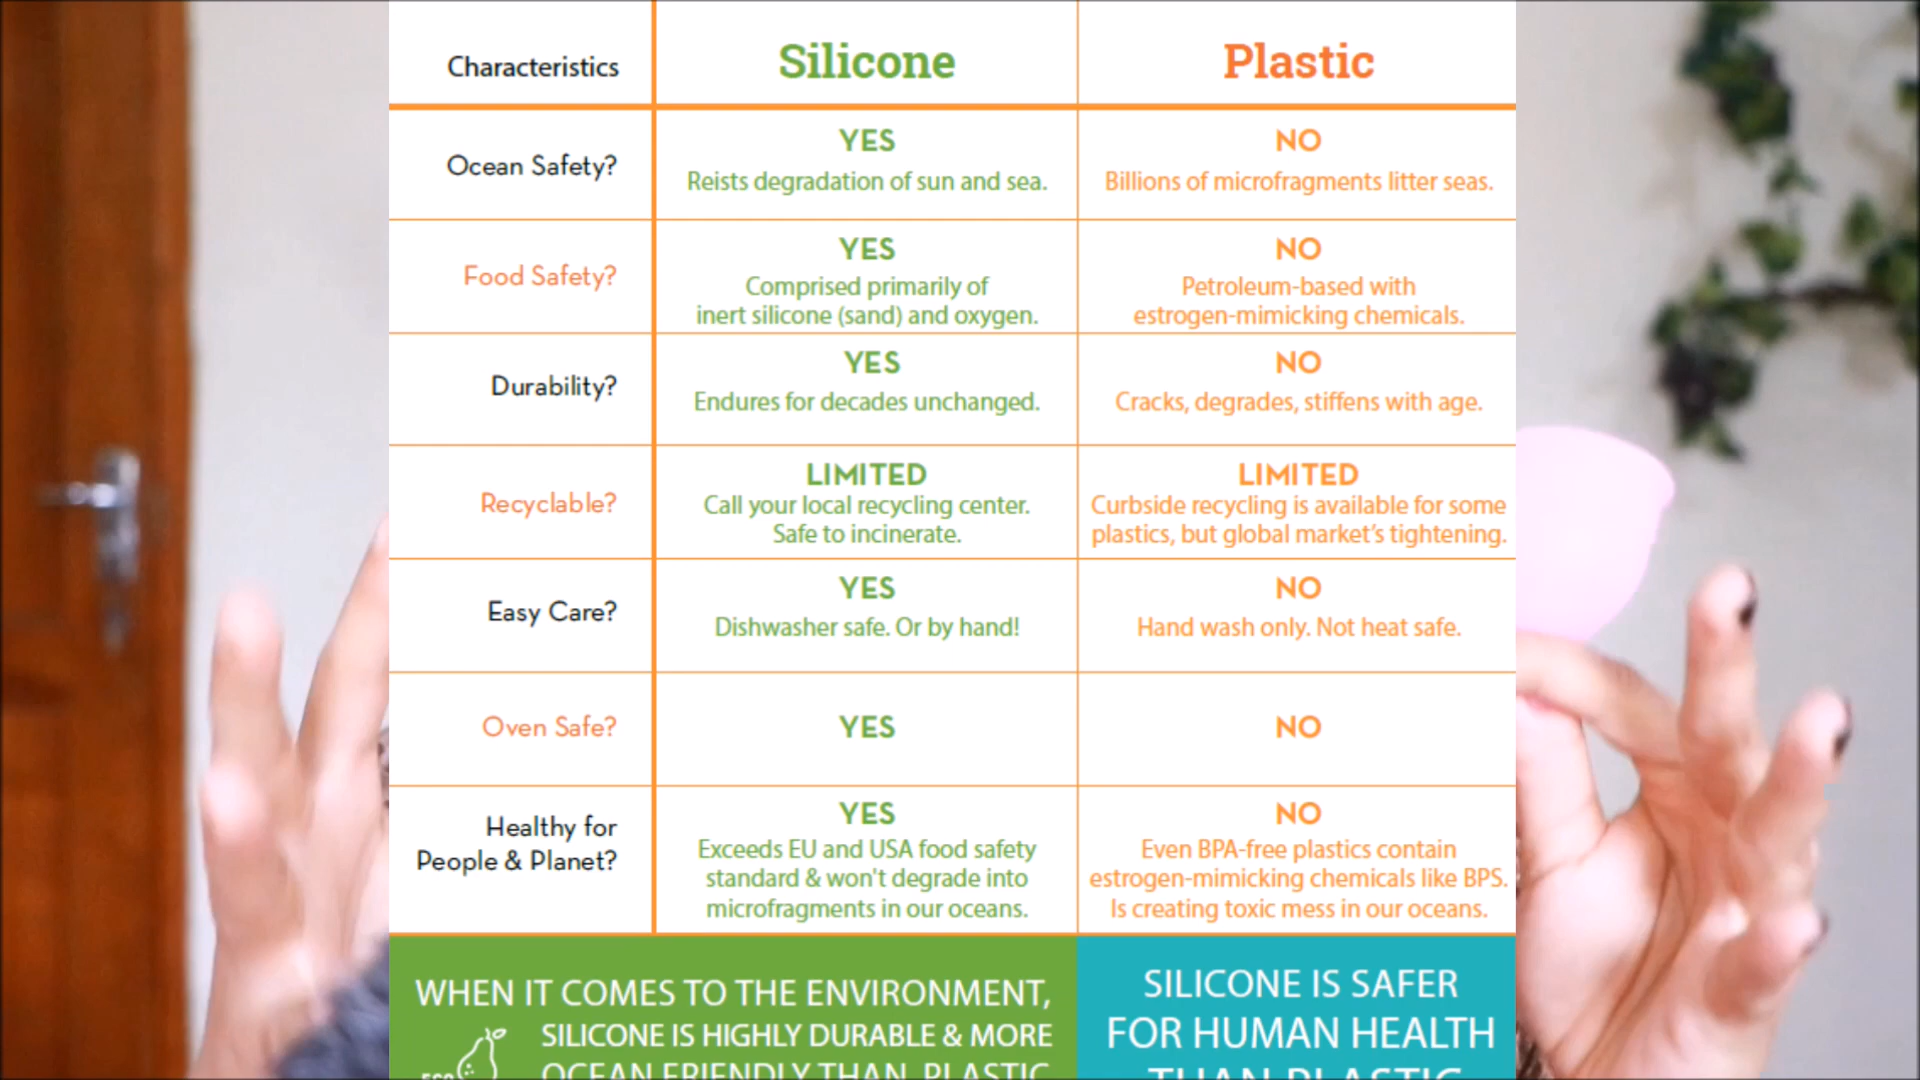 Characteristics Silicone Plastic
Ocean Safety?
YES
Reists degradation of sun and sea.
NO
Billions of microfragments litter seas.
Food Safety?
YES
Comprised primarily of
inert silicone (sand) and oxygen.
NO
Petroleum-based with
estrogen-mimicking chemicals.
Durability?
YES
Endures for decades unchanged.
NO
Cracks, degrades, stiffens with age.
Recyclable?
LIMITED
Call your local recycling center.
Safe to incinerate.
LIMITED
Curbside recycling is available for some
plastics, but global market's tightening.
Easy Care?
YES
Dishwasher safe. Or by hand!
NO
Hand wash only. Not heat safe.
Oven Safe?
YES
NO
Healthy for
People & Planet?
YES
Exceeds EU and USA food safety
standard & won't degrade into
microfragments in our oceans.
NO
Even BPA-free plastics contain
estrogen-mimicking chemicals like BPS.
Is creating toxic mess in our oceans.
WHEN IT COMES TO THE ENVIRONMENT,
SILICONE IS HIGHLY DURABLE & MORE
OCEAN FRIENDLY THAN PLASTIC
SILICONE IS SAFER
FOR HUMAN HEALTH
THAN PLASTIC